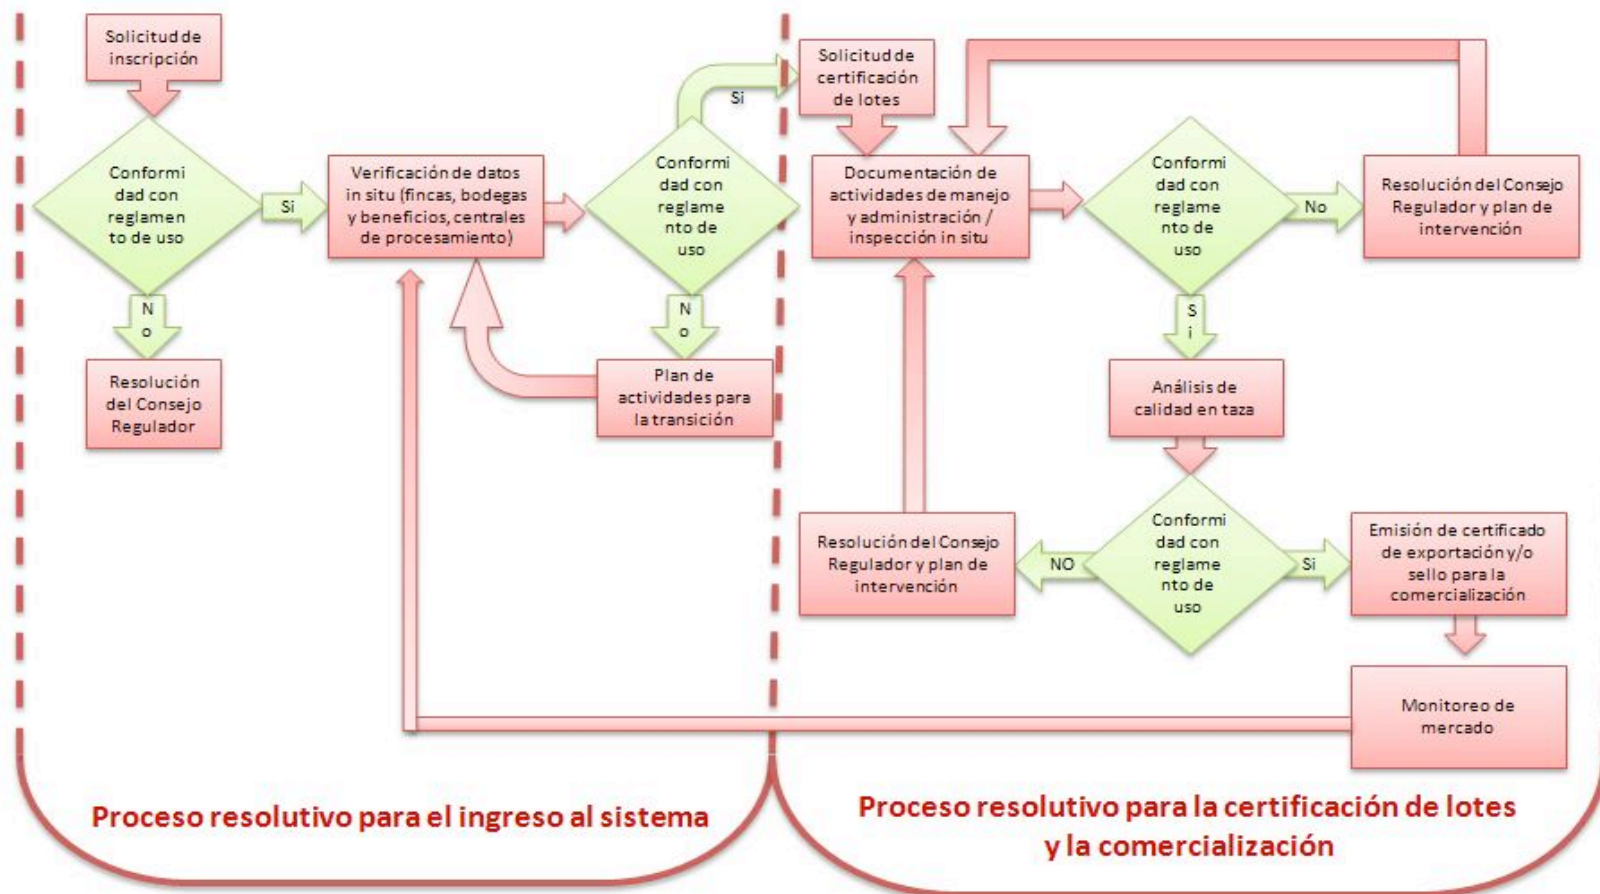 Solicitud de
inscripción
Conformi
dad con
reglamen
to de uso
Si
N
o
Resolución
del Consejo
Regulador
Verificación de datos
in situ (fincas, bodegas
y beneficios, centrales
de procesamiento)
Conformi
dad con
reglame
nto de
uso
Si
N
o
Plan de
actividades para
la transición
Proceso resolutivo para el ingreso al sistema
Solicitud de
certificación
de lotes
Documentación de
actividades de manejo
y administración /
inspección in situ
Conformi
dad con
reglame
nto de
uso
No
Resolución del Consejo
Regulador y plan de
intervención
S
i
Análisis de
calidad en taza
Conformi
dad con
reglame
nto de
uso
NO
Resolución del Consejo
Regulador y plan de
intervención
Si
Emisión de certificado
de exportación y/o
sello para la
comercialización
Monitoreo de
mercado
Proceso resolutivo para la certificación de lotes
y la comercialización